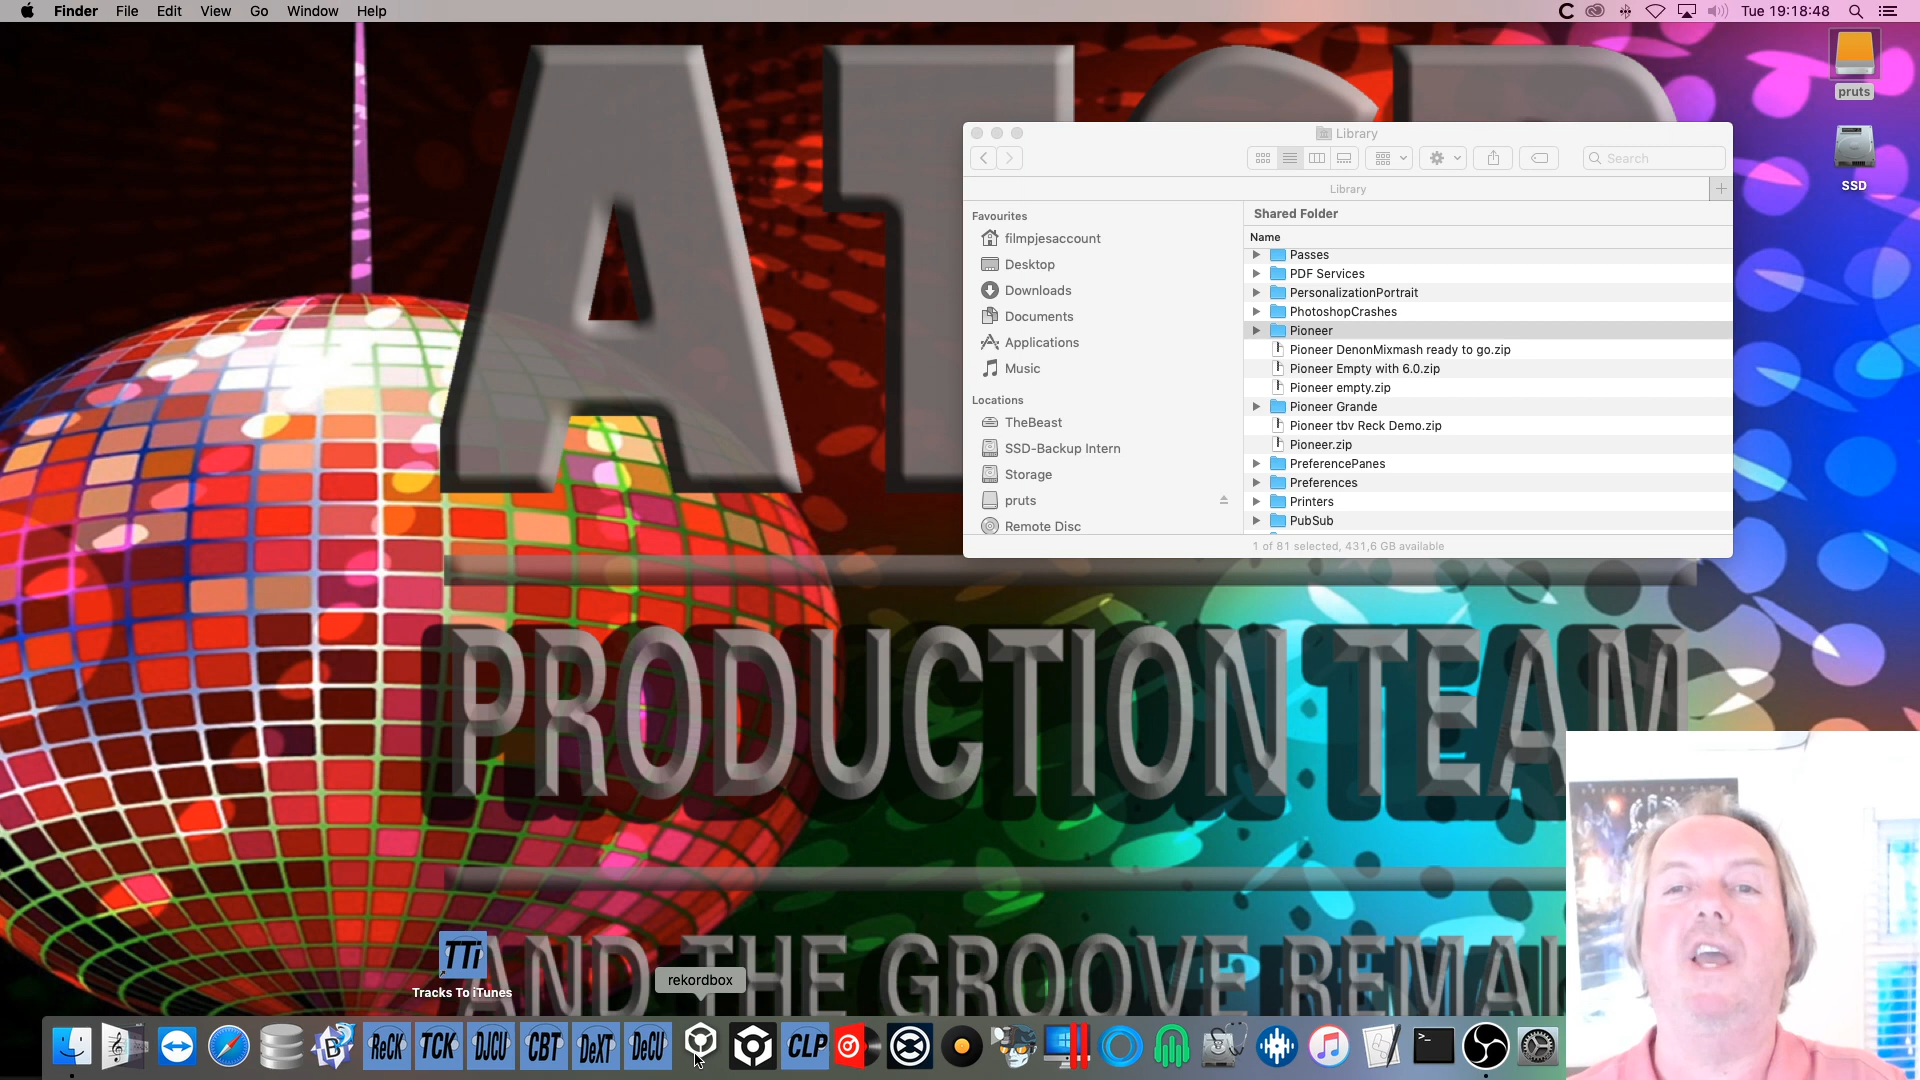 Finder File Edit View Go Window Help
Tue 19:18:48
pruts
SSD
Library
Search
Library
Favourites
filmpjesaccount
Desktop
Downloads
Documents
Applications
Music
Locations
TheBeast
SSD-Backup Intern
Storage
pruts
Remote Disc
Shared Folder
Name
Passes
PDF Services
PersonalizationPortrait
PhotoshopCrashes
Pioneer
Pioneer DenonMixmash ready to go.zip
Pioneer Empty with 6.0.zip
Pioneer empty.zip
Pioneer Grande
Pioneer tbv Reck Demo.zip
Pioneer.zip
PreferencePanes
Preferences
Printers
PubSub
1 of 81 selected, 431,6 GB available
PRODUCTION TEAM
AND THE GROOVE REMAI
TTi
Tracks To iTunes
rekordbox
ReCK TCK DJCU CBT DeXT DeCU CLP